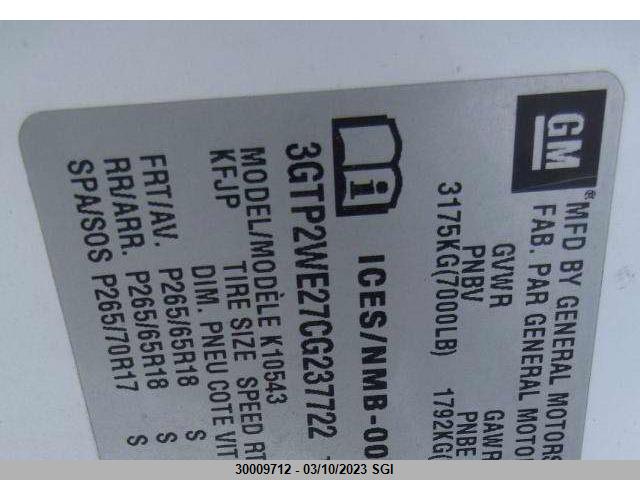 GM
MFD BY GENERAL MOTORS
FAB. PAR GENERAL MOTO
GVWR
PNBV
3175KG(7000LB)
GAWR
PNBE
1792KG(
ICES/NMB-00
3GTP2WE27CG237722
MODEL/MODÈLE K10543
KFJP
TIRE SIZE SPEED RT
DIM. PNEU COTE VIT
FRT/AV. P265/65R18 S
RR/ARR. P265/65R18 S
SPA/SOS P265/70R17 S
30009712 - 03/10/2023 SGI